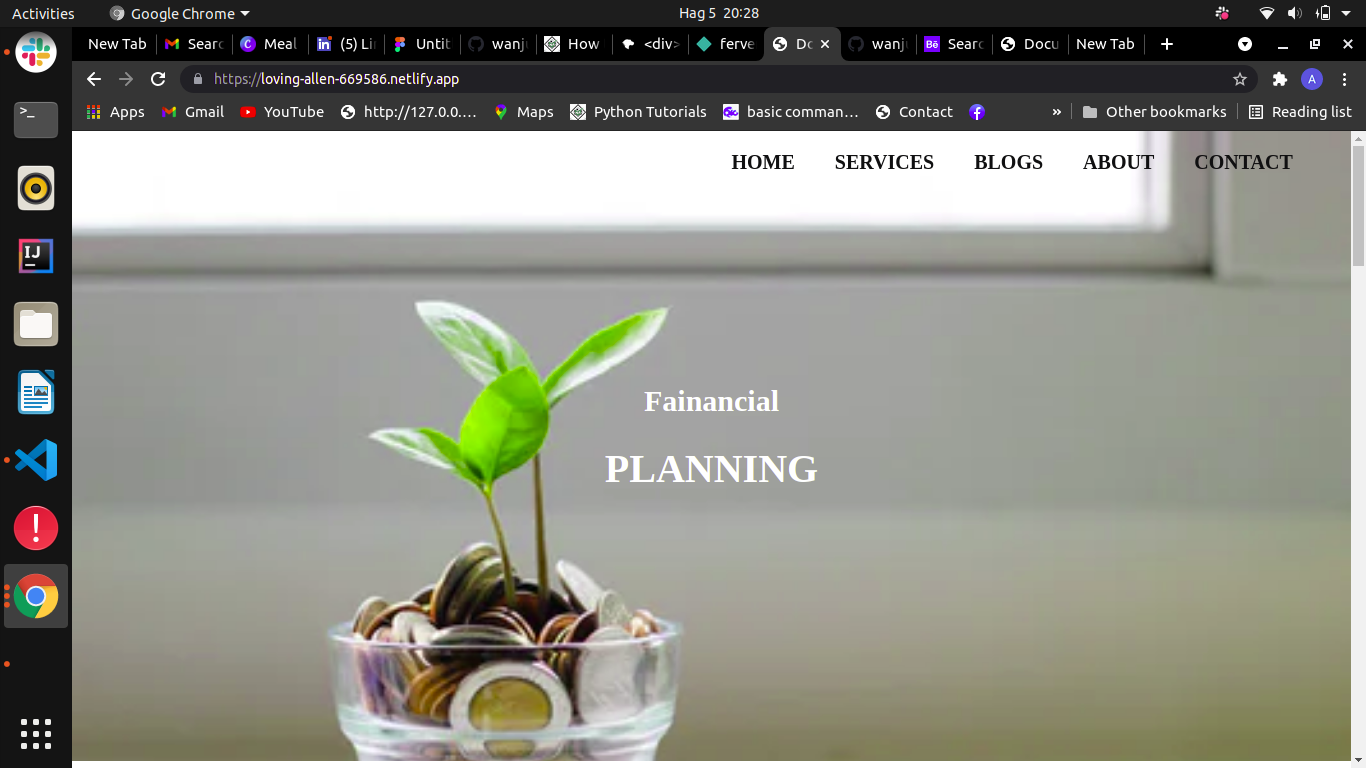 Activities Google Chrome Hag 5 20:28
New Tab Searc Meal (5) Li Untit wanj How <div> ferve Do wanj Searc Docu New Tab
https://loving-allen-669586.netlify.app A
Apps Gmail YouTube http://127.0.0.… Maps Python Tutorials basic comman… Contact » Other bookmarks Reading list
HOME SERVICES BLOGS ABOUT CONTACT
Fainancial
PLANNING